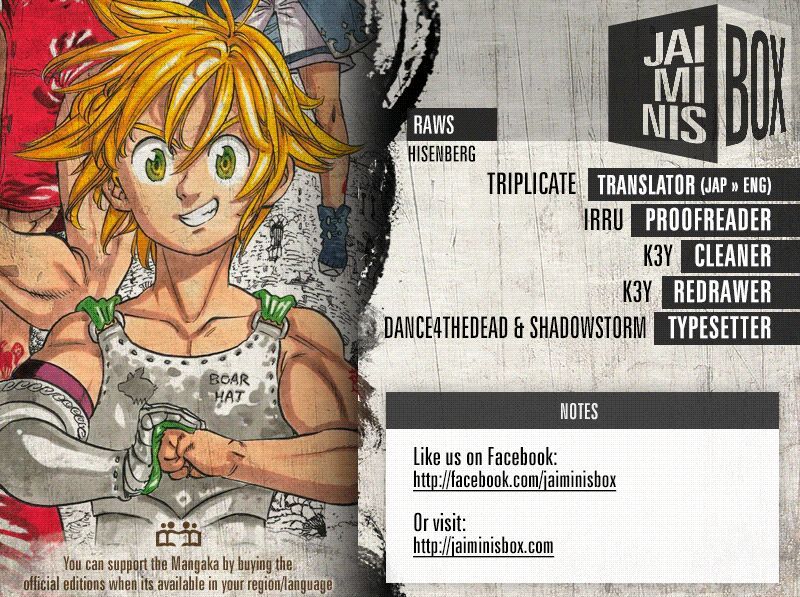 JAI
MI
NIS
BOX
RAWS
HISENBERG
TRIPLICATE TRANSLATOR (JAP » ENG)
IRRU PROOFREADER
K3Y CLEANER
K3Y REDRAWER
DANCE4THEDEAD & SHADOWSTORM TYPESETTER
BOAR
HAT
NOTES
Like us on Facebook:
http://facebook.com/jaiminisbox
Or visit:
http://jaiminisbox.com
You can support the Mangaka by buying the
official editions when its available in your region/language